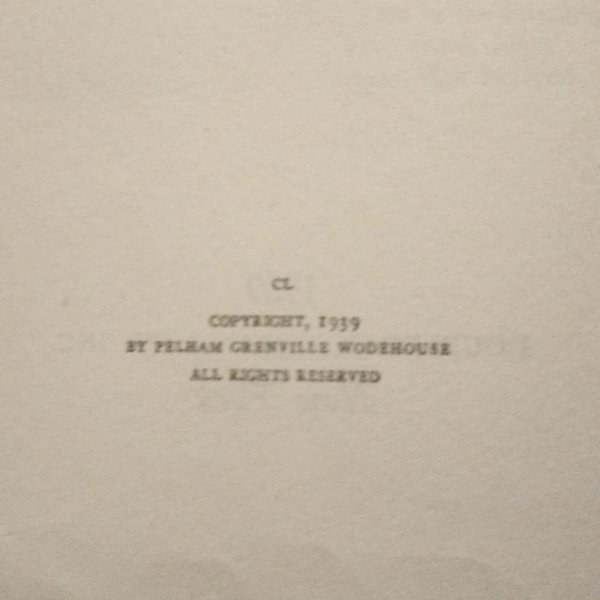 CL
COPYRIGHT, 1939
BY PELHAM GRENVILLE WODEHOUSE
ALL RIGHTS RESERVED